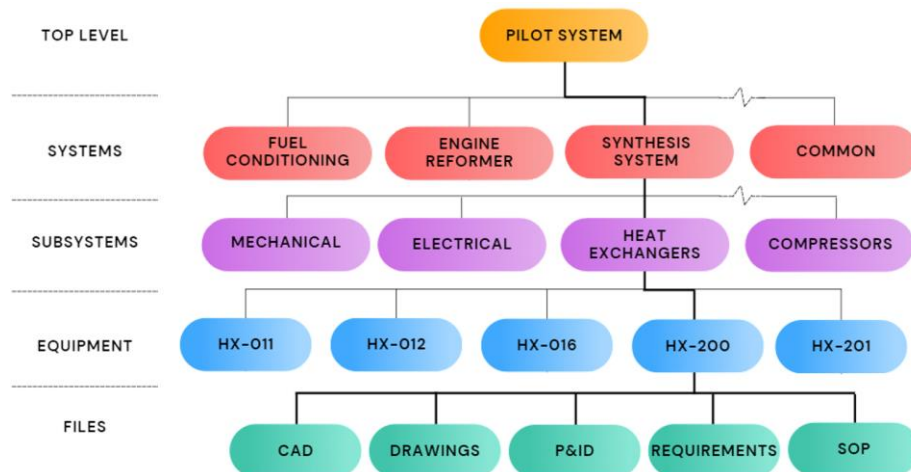 TOP LEVEL
PILOT SYSTEM
SYSTEMS
FUEL
CONDITIONING
ENGINE
REFORMER
SYNTHESIS
SYSTEM
COMMON
SUBSYSTEMS
MECHANICAL
ELECTRICAL
HEAT
EXCHANGERS
COMPRESSORS
EQUIPMENT
HX-011
HX-012
HX-016
HX-200
HX-201
FILES
CAD
DRAWINGS
P&ID
REQUIREMENTS
SOP